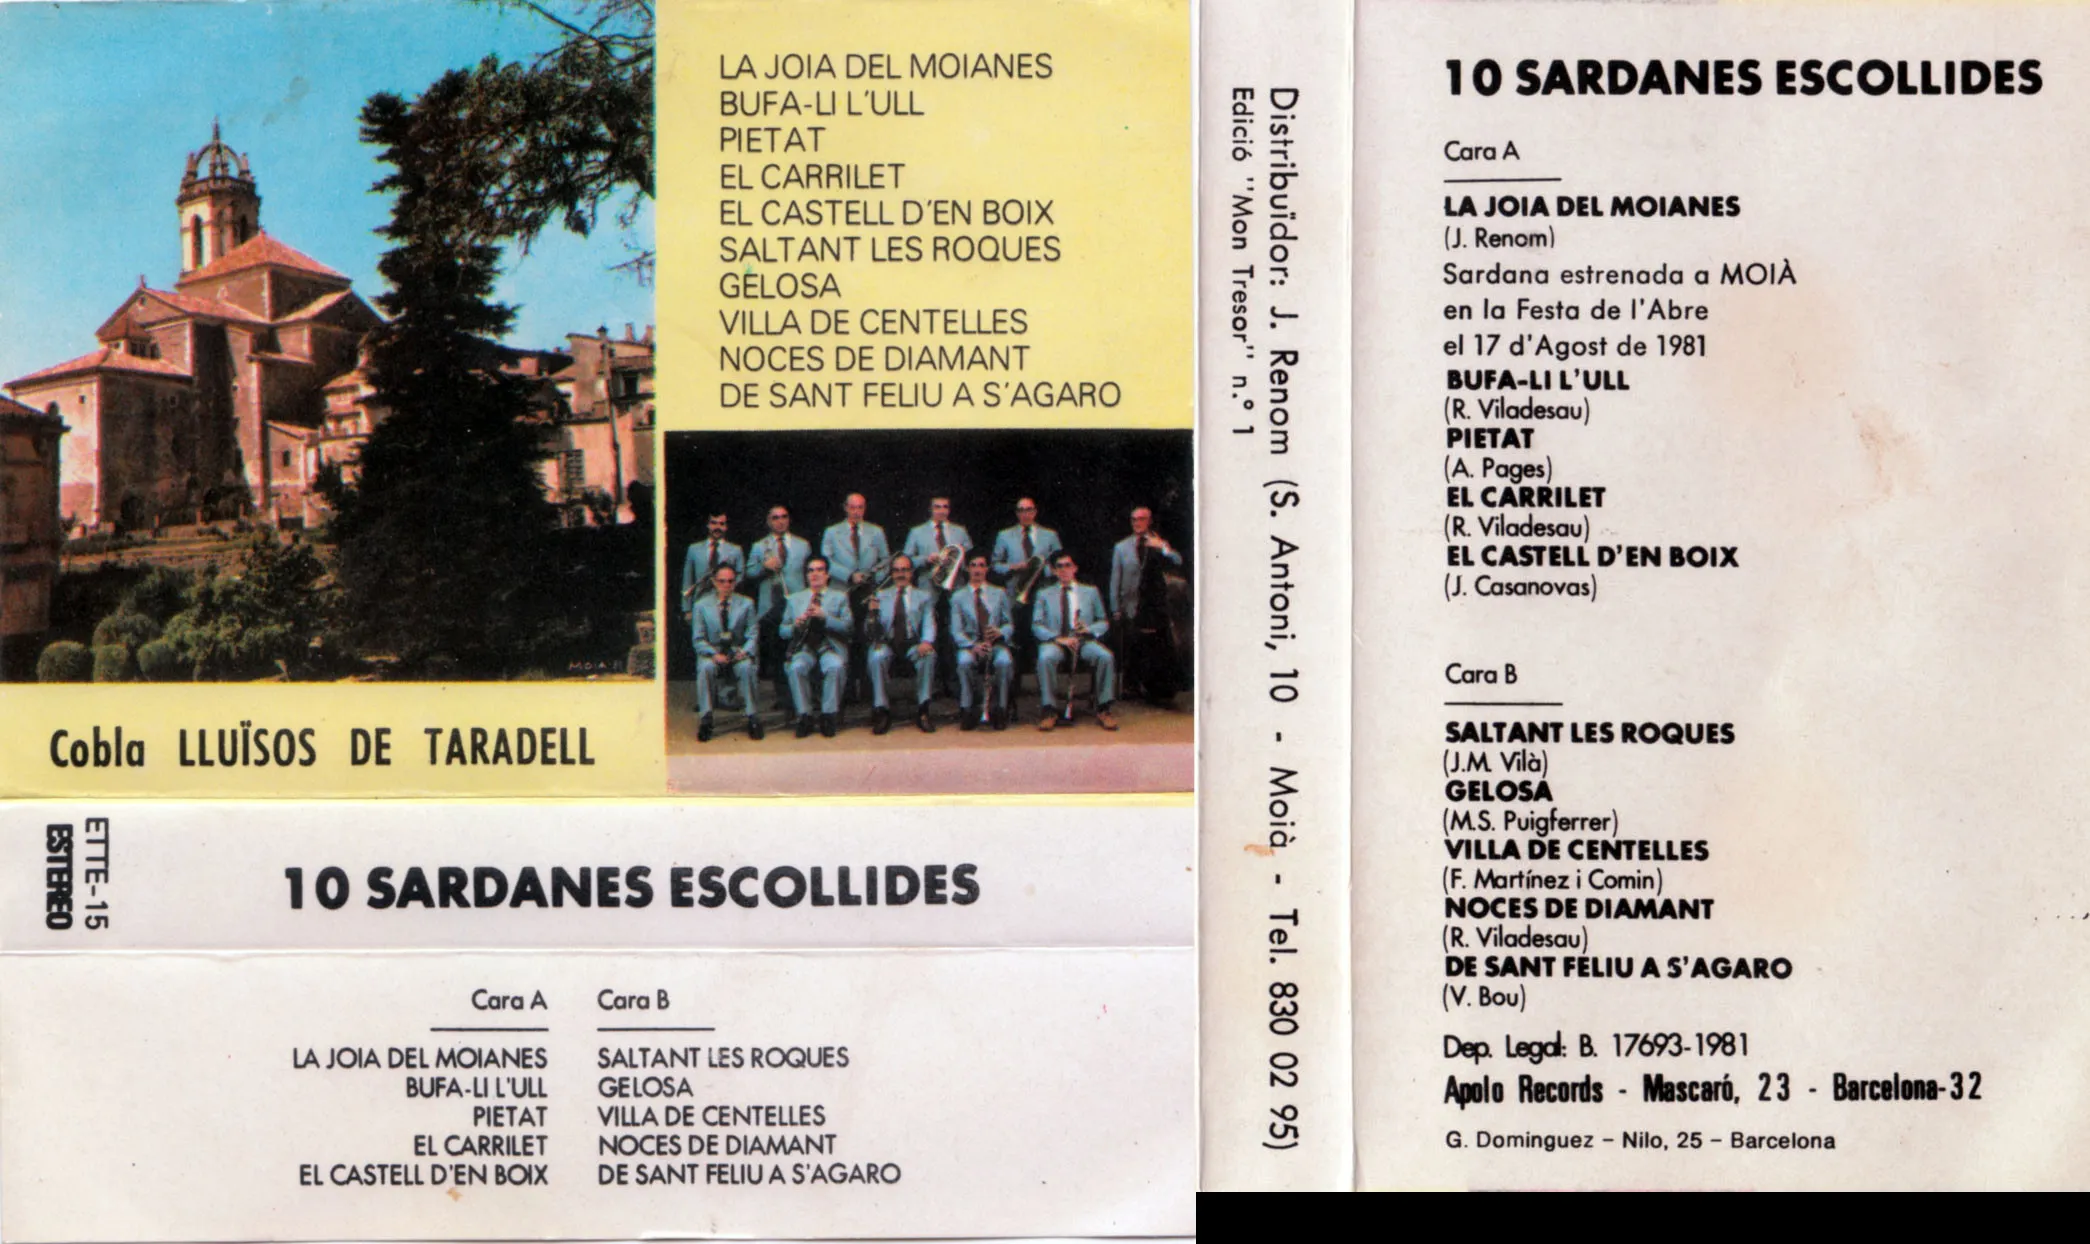 LA JOIA DEL MOIANES
BUFA-LI L'ULL
PIETAT
EL CARRILET
EL CASTELL D'EN BOIX
SALTANT LES ROQUES
GELOSA
VILLA DE CENTELLES
NOCES DE DIAMANT
DE SANT FELIU A S'AGARO
Cobla LLUÏSOS DE TARADELL
ETTE-15
ESTEREO
10 SARDANES ESCOLLIDES
Cara A
LA JOIA DEL MOIANES
BUFA-LI L'ULL
PIETAT
EL CARRILET
EL CASTELL D'EN BOIX
Cara B
SALTANT LES ROQUES
GELOSA
VILLA DE CENTELLES
NOCES DE DIAMANT
DE SANT FELIU A S'AGARO
Distribuïdor: J. Renom (S. Antoni, 10 - Moià - Tel. 830 02 95)
Edició "Mon Tresor" n.º 1
10 SARDANES ESCOLLIDES
Cara A
LA JOIA DEL MOIANES
(J. Renom)
Sardana estrenada a MOIÀ
en la Festa de l'Abre
el 17 d'Agost de 1981
BUFA-LI L'ULL
(R. Viladesau)
PIETAT
(A. Pages)
EL CARRILET
(R. Viladesau)
EL CASTELL D'EN BOIX
(J. Casanovas)
Cara B
SALTANT LES ROQUES
(J.M. Vilà)
GELOSA
(M.S. Puigferrer)
VILLA DE CENTELLES
(F. Martínez i Comin)
NOCES DE DIAMANT
(R. Viladesau)
DE SANT FELIU A S'AGARO
(V. Bou)
Dep. Legal: B. 17693-1981
Apolo Records - Mascaró, 23 - Barcelona-32
G. Dominguez - Nilo, 25 - Barcelona